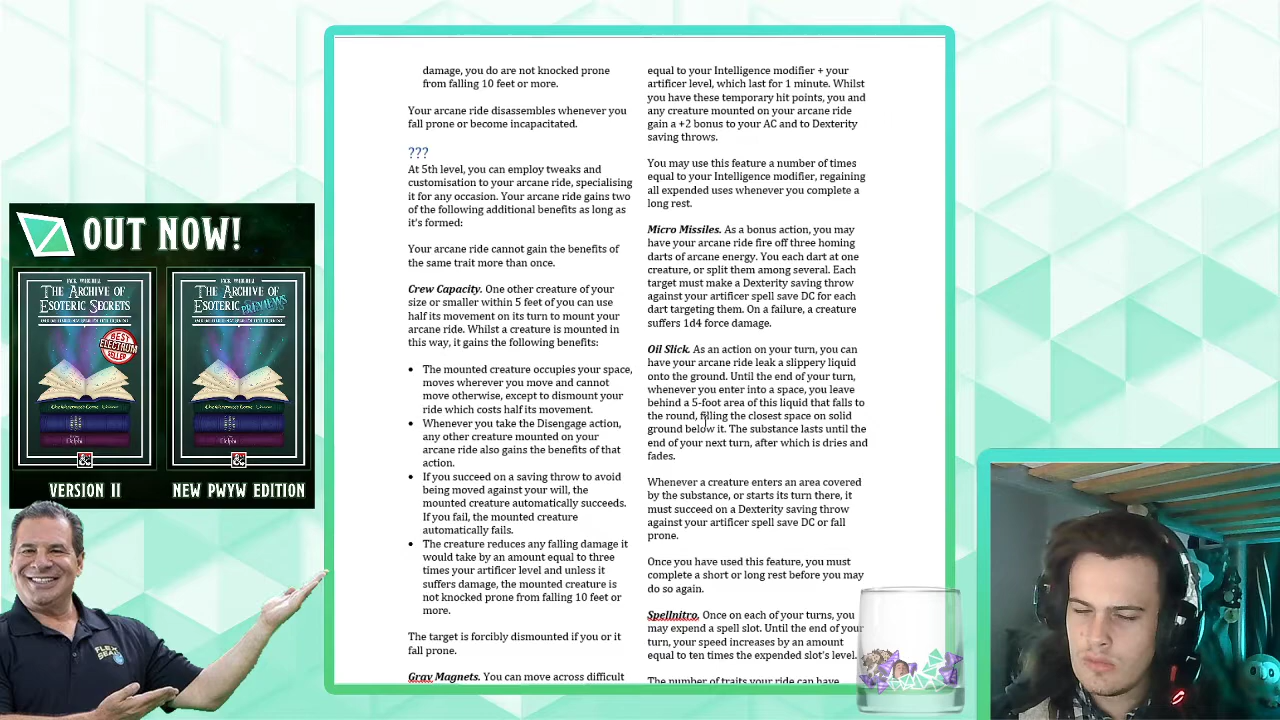 OUT NOW!
THE ARCHIVE
OF
ESOTERIC SECRETS
BEST
ELECTRUM
SELLER
VERSION II
THE ARCHIVE
OF
ESOTERIC PREVIEWS
NEW PWYW EDITION
damage, you do are not knocked prone
from falling 10 feet or more.
Your arcane ride disassembles whenever you
fall prone or become incapacitated.
???
At 5th level, you can employ tweaks and
customisation to your arcane ride, specialising
it for any occasion. Your arcane ride gains two
of the following additional benefits as long as
it's formed:
Your arcane ride cannot gain the benefits of
the same trait more than once.
Crew Capacity. One other creature of your
size or smaller within 5 feet of you can use
half its movement on its turn to mount your
arcane ride. Whilst a creature is mounted in
this way, it gains the following benefits:
• The mounted creature occupies your space,
moves wherever you move and cannot
move otherwise, except to dismount your
ride which costs half its movement.
• Whenever you take the Disengage action,
any other creature mounted on your
arcane ride also gains the benefits of that
action.
• If you succeed on a saving throw to avoid
being moved against your will, the
mounted creature automatically succeeds.
If you fail, the mounted creature
automatically fails.
• The creature reduces any falling damage it
would take by an amount equal to three
times your artificer level and unless it
suffers damage, the mounted creature is
not knocked prone from falling 10 feet or
more.
The target is forcibly dismounted if you or it
fall prone.
Grav Magnets. You can move across difficult
equal to your Intelligence modifier + your
artificer level, which last for 1 minute. Whilst
you have these temporary hit points, you and
any creature mounted on your arcane ride
gain a +2 bonus to your AC and to Dexterity
saving throws.
You may use this feature a number of times
equal to your Intelligence modifier, regaining
all expended uses whenever you complete a
long rest.
Micro Missiles. As a bonus action, you may
have your arcane ride fire off three homing
darts of arcane energy. You each dart at one
creature, or split them among several. Each
target must make a Dexterity saving throw
against your artificer spell save DC for each
dart targeting them. On a failure, a creature
suffers 1d4 force damage.
Oil Slick. As an action on your turn, you can
have your arcane ride leak a slippery liquid
onto the ground. Until the end of your turn,
whenever you enter into a space, you leave
behind a 5-foot area of this liquid that falls to
the round, filling the closest space on solid
ground below it. The substance lasts until the
end of your next turn, after which is dries and
fades.
Whenever a creature enters an area covered
by the substance, or starts its turn there, it
must succeed on a Dexterity saving throw
against your artificer spell save DC or fall
prone.
Once you have used this feature, you must
complete a short or long rest before you may
do so again.
Spellnitro. Once on each of your turns, you
may expend a spell slot. Until the end of your
turn, your speed increases by an amount
equal to ten times the expended slot's level.
The number of traits your ride can have